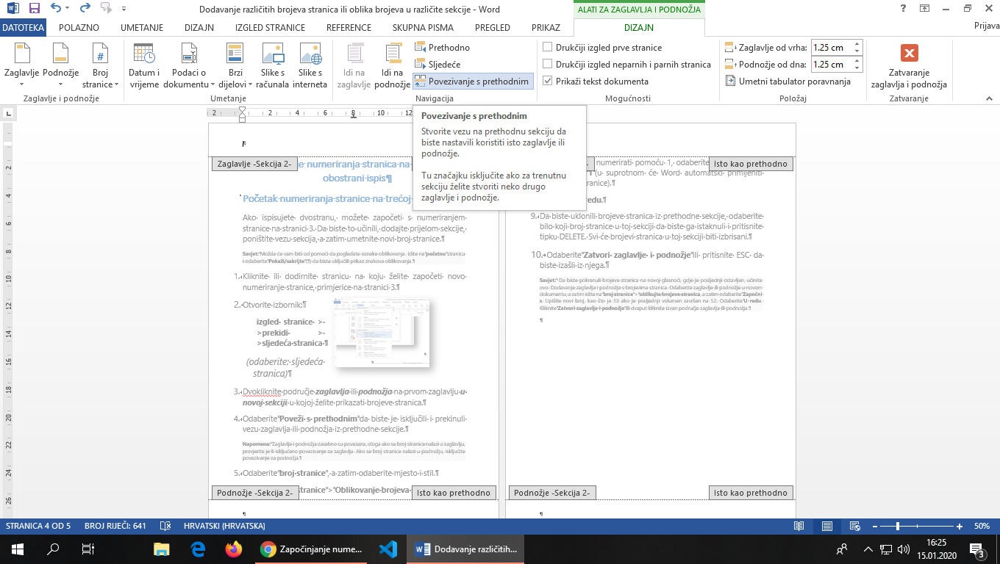 Dodavanje različitih brojeva stranica ili oblika brojeva u različite sekcije - Word
ALATI ZA ZAGLAVLJA I PODNOŽJA
?
DATOTEKA POLAZNO UMETANJE DIZAJN IZGLED STRANICE REFERENCE SKUPNA PISMA PREGLED PRIKAZ DIZAJN Prijava
Zaglavlje Podnožje Broj stranice
Zaglavlje i podnožje
Datum i vrijeme Podaci o dokumentu Brzi dijelovi Slike s računala Slike s interneta
Umetanje
Idi na zaglavlje Idi na podnožje
Prethodno
Sljedeće
Povezivanje s prethodnim
Navigacija
Drukčiji izgled prve stranice
Drukčiji izgled neparnih i parnih stranica
Prikaži tekst dokumenta
Mogućnosti
Zaglavlje od vrha: 1.25 cm
Podnožje od dna: 1.25 cm
Umetni tabulator poravnanja
Položaj
Zatvaranje zaglavlja i podnožja
Zatvaranje
2 2 4 6 8 10 12
Povezivanje s prethodnim
Stvorite vezu na prethodnu sekciju da
biste nastavili koristiti isto zaglavlje ili
podnožje.
Tu značajku isključite ako za trenutnu
sekciju želite stvoriti neko drugo
zaglavlje i podnožje.
2
4
6
8
10
12
14
16
18
20
22
24
26
¶
Zaglavlje -Sekcija 2-
e numeriranja stranica na
obostrani ispis¶
Početak numeriranja stranice na trećoj
Ako ispisujete dvostranu, možete započeti s numeriranjem
stranice na stranici 3. Da biste to učinili, dodajte prijelom sekcije,
poništite vezu sekcija, a zatim umetnite novi broj stranice.¶
Savjet: Možda će vam biti od pomoći da pogledate oznake oblikovanja. Idite na početnu stranicu
i odaberite "Pokaži/sakrijte" (¶) da biste uključili prikaz znakova oblikovanja.¶
1. Kliknite ili dodirnite stranicu na koju želite započeti novo
numeriranje stranice, primjerice na stranici 3.¶
2. Otvorite izbornik¶
izgled stranice >
>prekidi >
>sljedeća stranica¶
(odaberite: sljedeća
stranica)¶
3. Dvokliknite područje zaglavlja ili podnožja na prvom zaglavlju u
novoj sekciji u kojoj želite prikazati brojeve stranica.¶
4. Odaberite "Poveži s prethodnim" da biste je isključili i prekinuli
vezu zaglavlja ili podnožja iz prethodne sekcije.¶
Napomena: Zaglavlje i podnožja zasebno su povezana, stoga ako se broj stranice nalazi u zaglavlju,
provjerite je li isključeno povezivanje za zaglavlja. Ako se broj stranice nalazi u podnožju, isključite
povezivanje za podnožja.¶
5. Odaberite "broj stranice", a zatim odaberite mjesto i stil.¶
stranice" > "Oblikovanje brojeva
Podnožje -Sekcija 2- Isto kao prethodno
¶
numerirati pomoću 1, odaberite
Isto kao prethodno
1 (u suprotnom će Word automatski primijeniti
redu.¶
9. Da biste uklonili brojeve stranica iz prethodne sekcije, odaberite
bilo koji broj stranice u toj sekciji da biste ga istaknuli i pritisnite
tipku DELETE. Svi će brojevi stranica u toj sekciji biti izbrisani.¶
10. Odaberite "Zatvori zaglavlje i podnožje" ili pritisnite ESC da
biste izašli iz njega.¶
Savjet: Da biste pokrenuli brojeve stranica na novoj glasnoći, gdje je posljednji ostavljen, učinite
ovo: Dodavanje zaglavlja i podnožja s brojevima stranica. Odaberite zaglavlje ili podnožje u novom
dokumentu, a zatim idite na "broj stranice" > "oblikujte brojeve stranica, a zatim odaberite "Započni
s. Upišite novi broj, kao što je 53 ako je posljednji volumen završen na 52. Odaberite "U redu.
Kliknite "Zatvori zaglavlje i podnožje" ili dvaput kliknite izvan područja zaglavlja ili podnožja.¶
¶
Podnožje -Sekcija 2- Isto kao prethodno
¶
STRANICA 4 OD 5 BROJ RIJEČI: 641 HRVATSKI (HRVATSKA) 50%
Započinjanje nume... Dodavanje različitih... 16:25
15.01.2020 3